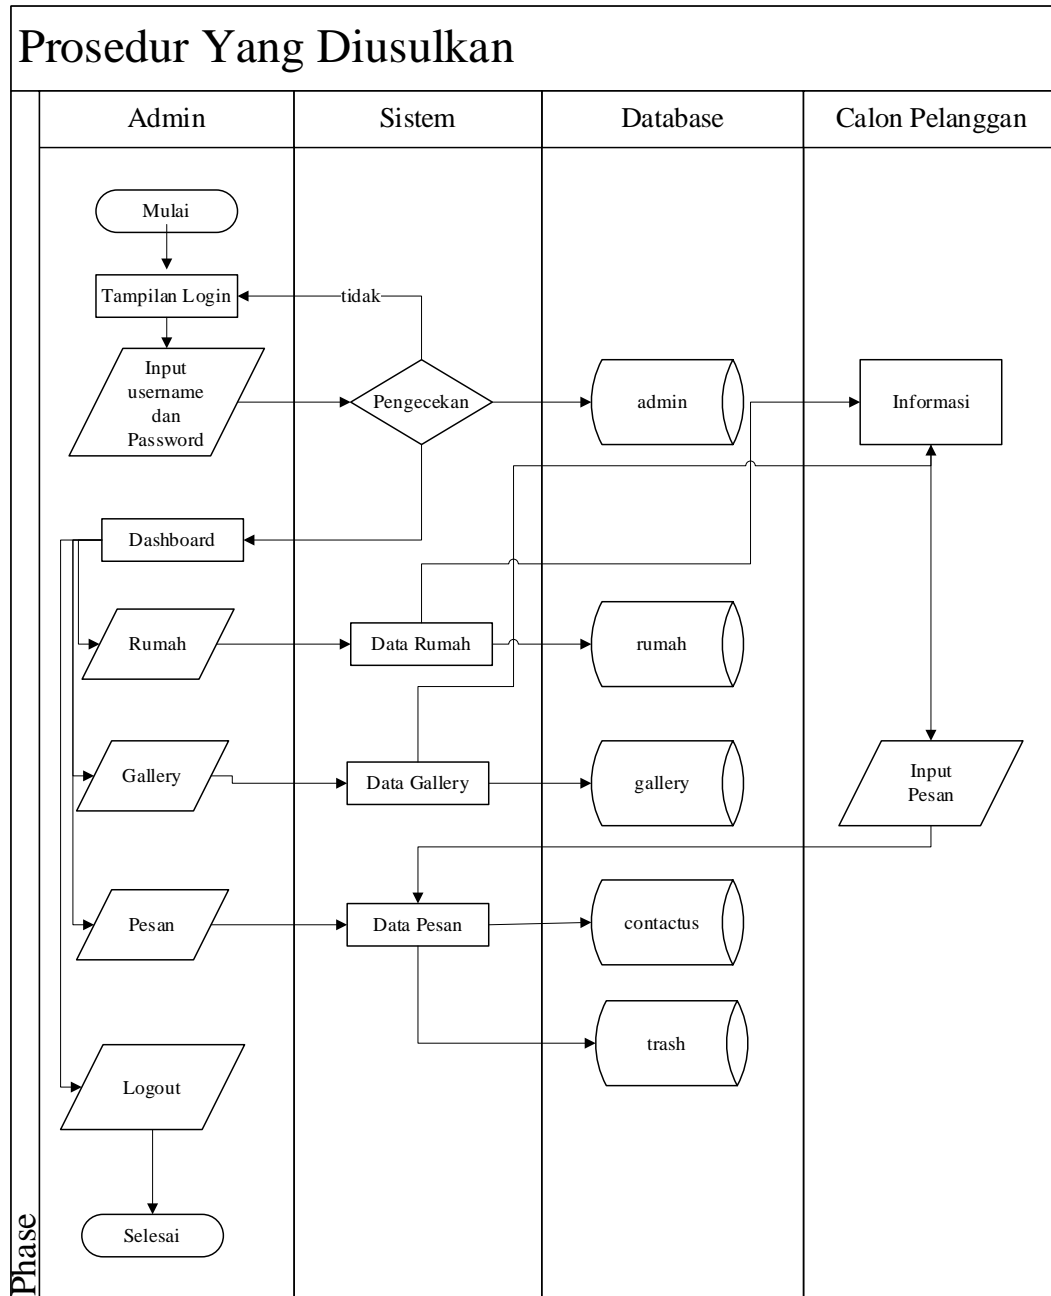 Prosedur Yang Diusulkan
Admin
Sistem
Database
Calon Pelanggan
Mulai
Tampilan Login
tidak
Input
username
dan
Password
Pengecekan
admin
Informasi
Dashboard
Rumah
Data Rumah
rumah
Gallery
Data Gallery
gallery
Input
Pesan
Pesan
Data Pesan
contactus
trash
Logout
Selesai
Phase